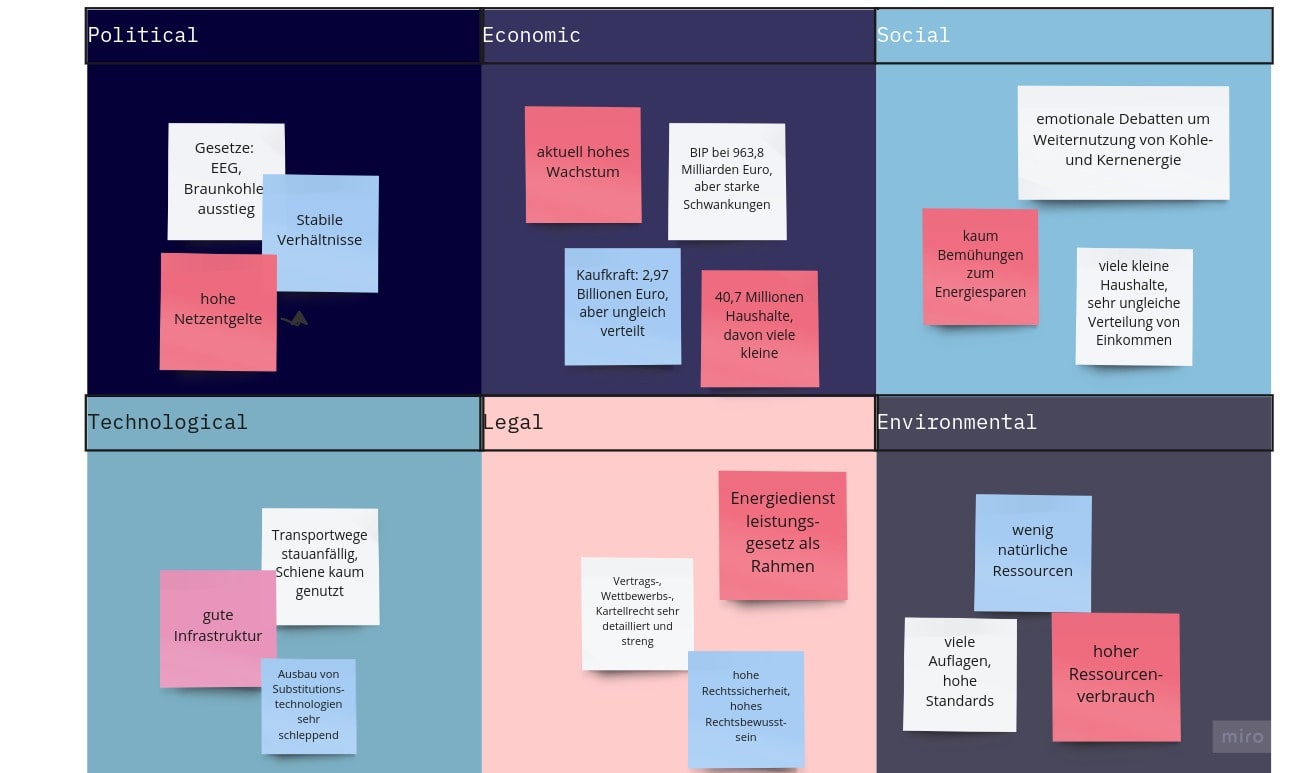 Political
Gesetze:
EEG,
Braunkohle
ausstieg
Stabile
Verhältnisse
hohe
Netzentgelte
Economic
aktuell hohes
Wachstum
BIP bei 963,8
Milliarden Euro,
aber starke
Schwankungen
Kaufkraft: 2,97
Billionen Euro,
aber ungleich
verteilt
40,7 Millionen
Haushalte,
davon viele
kleine
Social
emotionale Debatten um
Weiternutzung von Kohle-
und Kernenergie
kaum
Bemühungen
zum
Energiesparen
viele kleine
Haushalte,
sehr ungleiche
Verteilung von
Einkommen
Technological
Transportwege
stauanfällig,
Schiene kaum
genutzt
gute
Infrastruktur
Ausbau von
Substitutions-
technologien
sehr
schleppend
Legal
Energiedienst
leistungs-
gesetz als
Rahmen
Vertrags-,
Wettbewerbs-,
Kartellrecht sehr
detailliert und
streng
hohe
Rechtssicherheit,
hohes
Rechtsbewusst-
sein
Environmental
wenig
natürliche
Ressourcen
viele
Auflagen,
hohe
Standards
hoher
Ressourcen-
verbrauch
miro